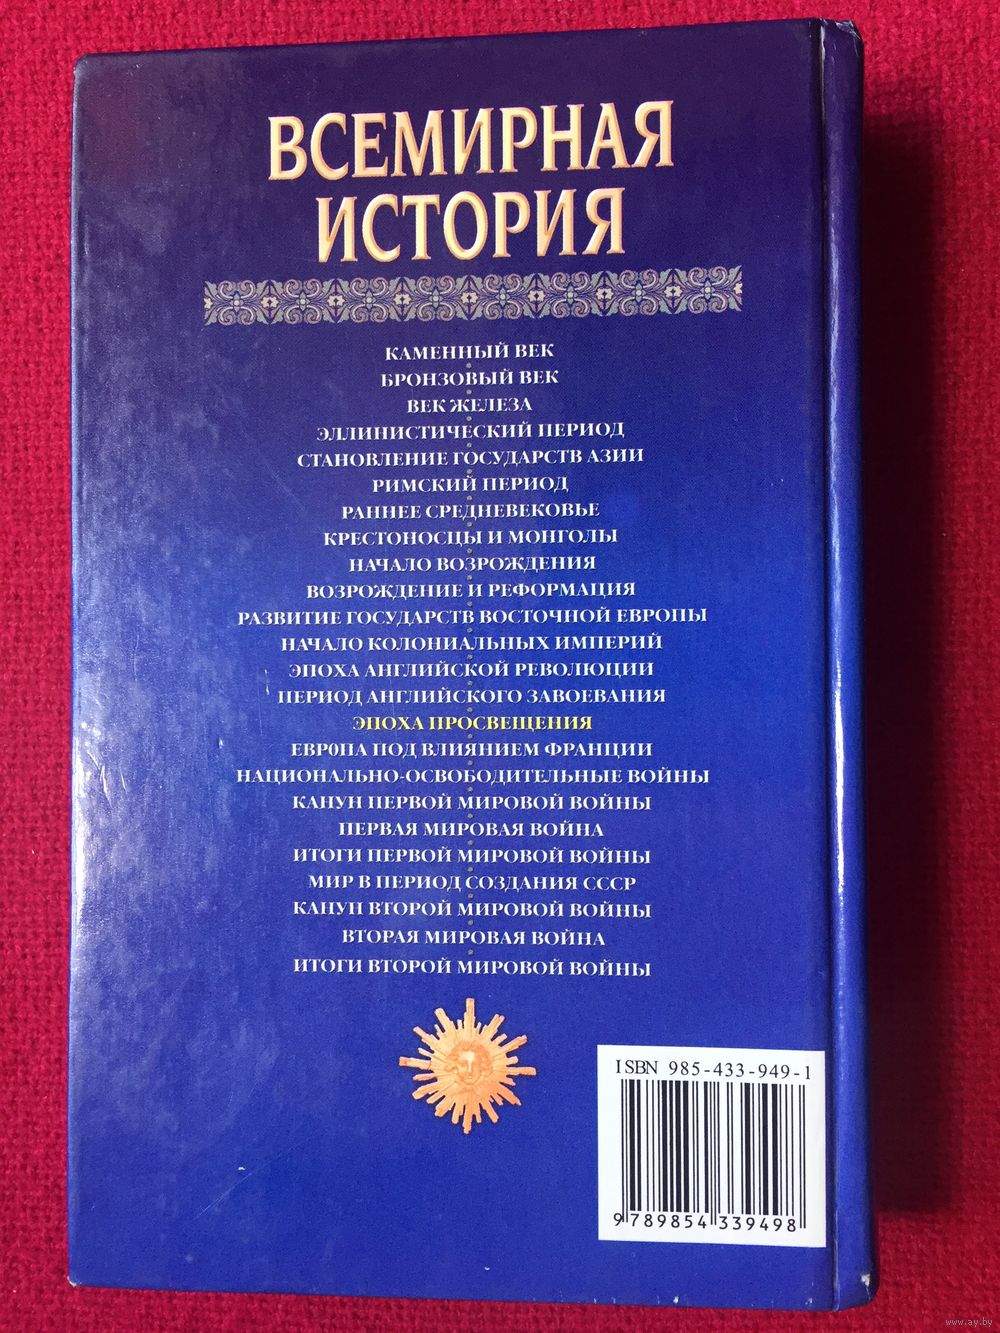 ВСЕМИРНАЯ
ИСТОРИЯ
КАМЕННЫЙ ВЕК
БРОНЗОВЫЙ ВЕК
ВЕК ЖЕЛЕЗА
ЭЛЛИНИСТИЧЕСКИЙ ПЕРИОД
СТАНОВЛЕНИЕ ГОСУДАРСТВ АЗИИ
РИМСКИЙ ПЕРИОД
РАННЕЕ СРЕДНЕВЕКОВЬЕ
КРЕСТОНОСЦЫ И МОНГОЛЫ
НАЧАЛО ВОЗРОЖДЕНИЯ
ВОЗРОЖДЕНИЕ И РЕФОРМАЦИЯ
РАЗВИТИЕ ГОСУДАРСТВ ВОСТОЧНОЙ ЕВРОПЫ
НАЧАЛО КОЛОНИАЛЬНЫХ ИМПЕРИЙ
ЭПОХА АНГЛИЙСКОЙ РЕВОЛЮЦИИ
ПЕРИОД АНГЛИЙСКОГО ЗАВОЕВАНИЯ
ЭПОХА ПРОСВЕЩЕНИЯ
ЕВР0ПА ПОД ВЛИЯНИЕМ ФРАНЦИИ
НАЦИОНАЛЬНО-ОСВОБОДИТЕЛЬНЫЕ ВОЙНЫ
КАНУН ПЕРВОЙ МИРОВОЙ ВОЙНЫ
ПЕРВАЯ МИРОВАЯ ВОЙНА
ИТОГИ ПЕРВОЙ МИРОВОЙ ВОЙНЫ
МИР В ПЕРИОД СОЗДАНИЯ СССР
КАНУН ВТОРОЙ МИРОВОЙ ВОЙНЫ
ВТОРАЯ МИРОВАЯ ВОЙНА
ИТОГИ ВТОРОЙ МИРОВОЙ ВОЙНЫ
ISBN 985-433-949-1
9 789854 339498
www.ay.by